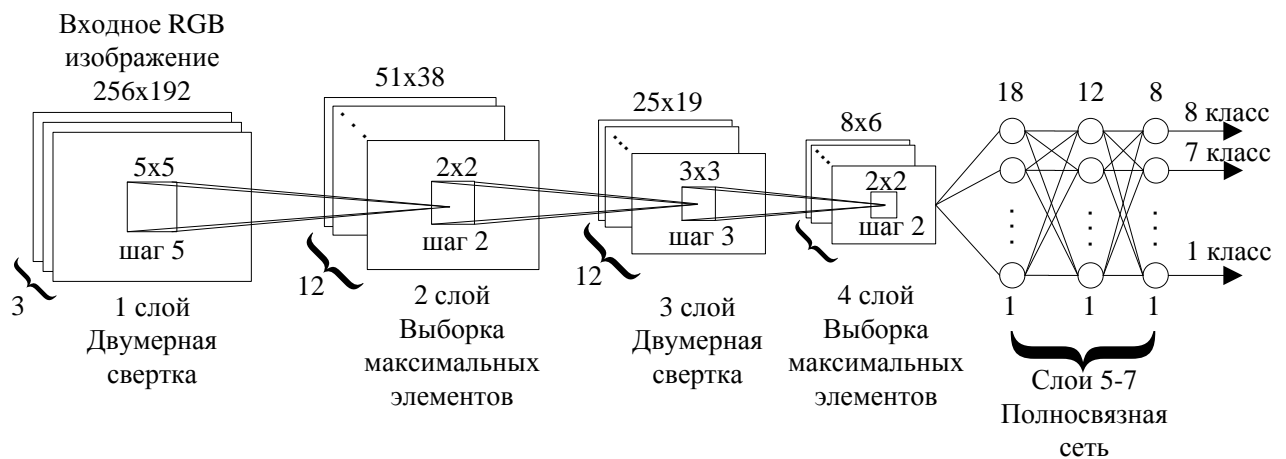 Входное RGB
изображение
256x192
5x5
шаг 5
3
1 слой
Двумерная
свертка
51x38
2x2
шаг 2
12
2 слой
Выборка
максимальных
элементов
25x19
3x3
шаг 3
12
3 слой
Двумерная
свертка
8x6
2x2
шаг 2
4 слой
Выборка
максимальных
элементов
18
12
8
8 класс
7 класс
1 класс
1
1
1
Слои 5-7
Полносвязная
сеть